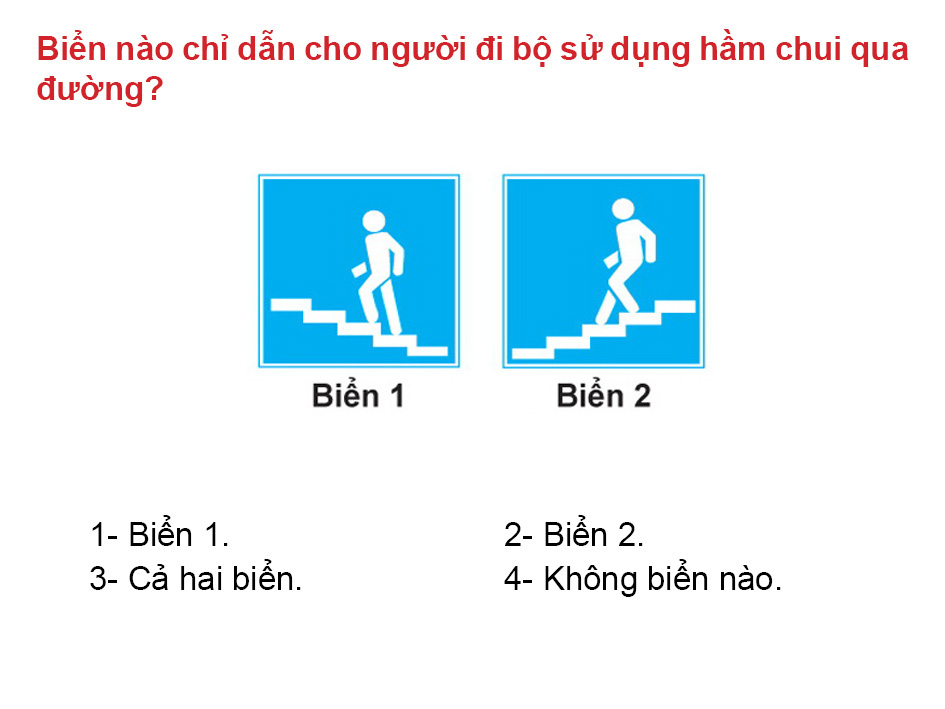 Biển nào chỉ dẫn cho người đi bộ sử dụng hầm chui qua
đường?
Biển 1
Biển 2
1- Biển 1.
2- Biển 2.
3- Cả hai biển.
4- Không biển nào.